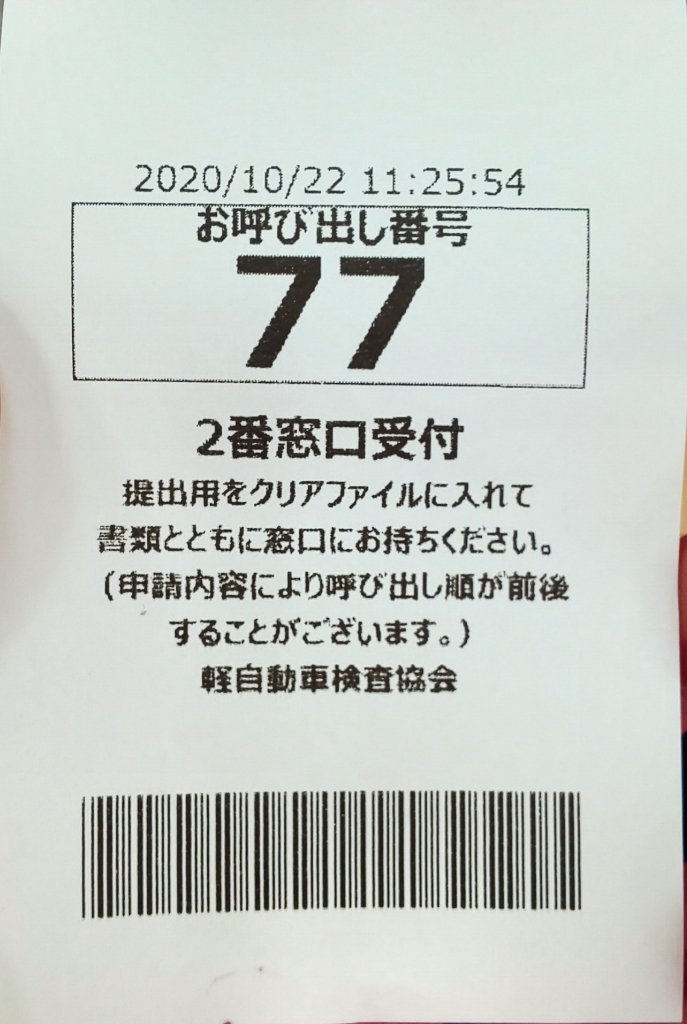 2020/10/22 11:25:54
お呼び出し番号
77
2番窓口受付
提出用をクリアファイルに入れて
書類とともに窓口にお持ちください。
(申請内容により呼び出し順が前後
することがございます。)
軽自動車検査協会